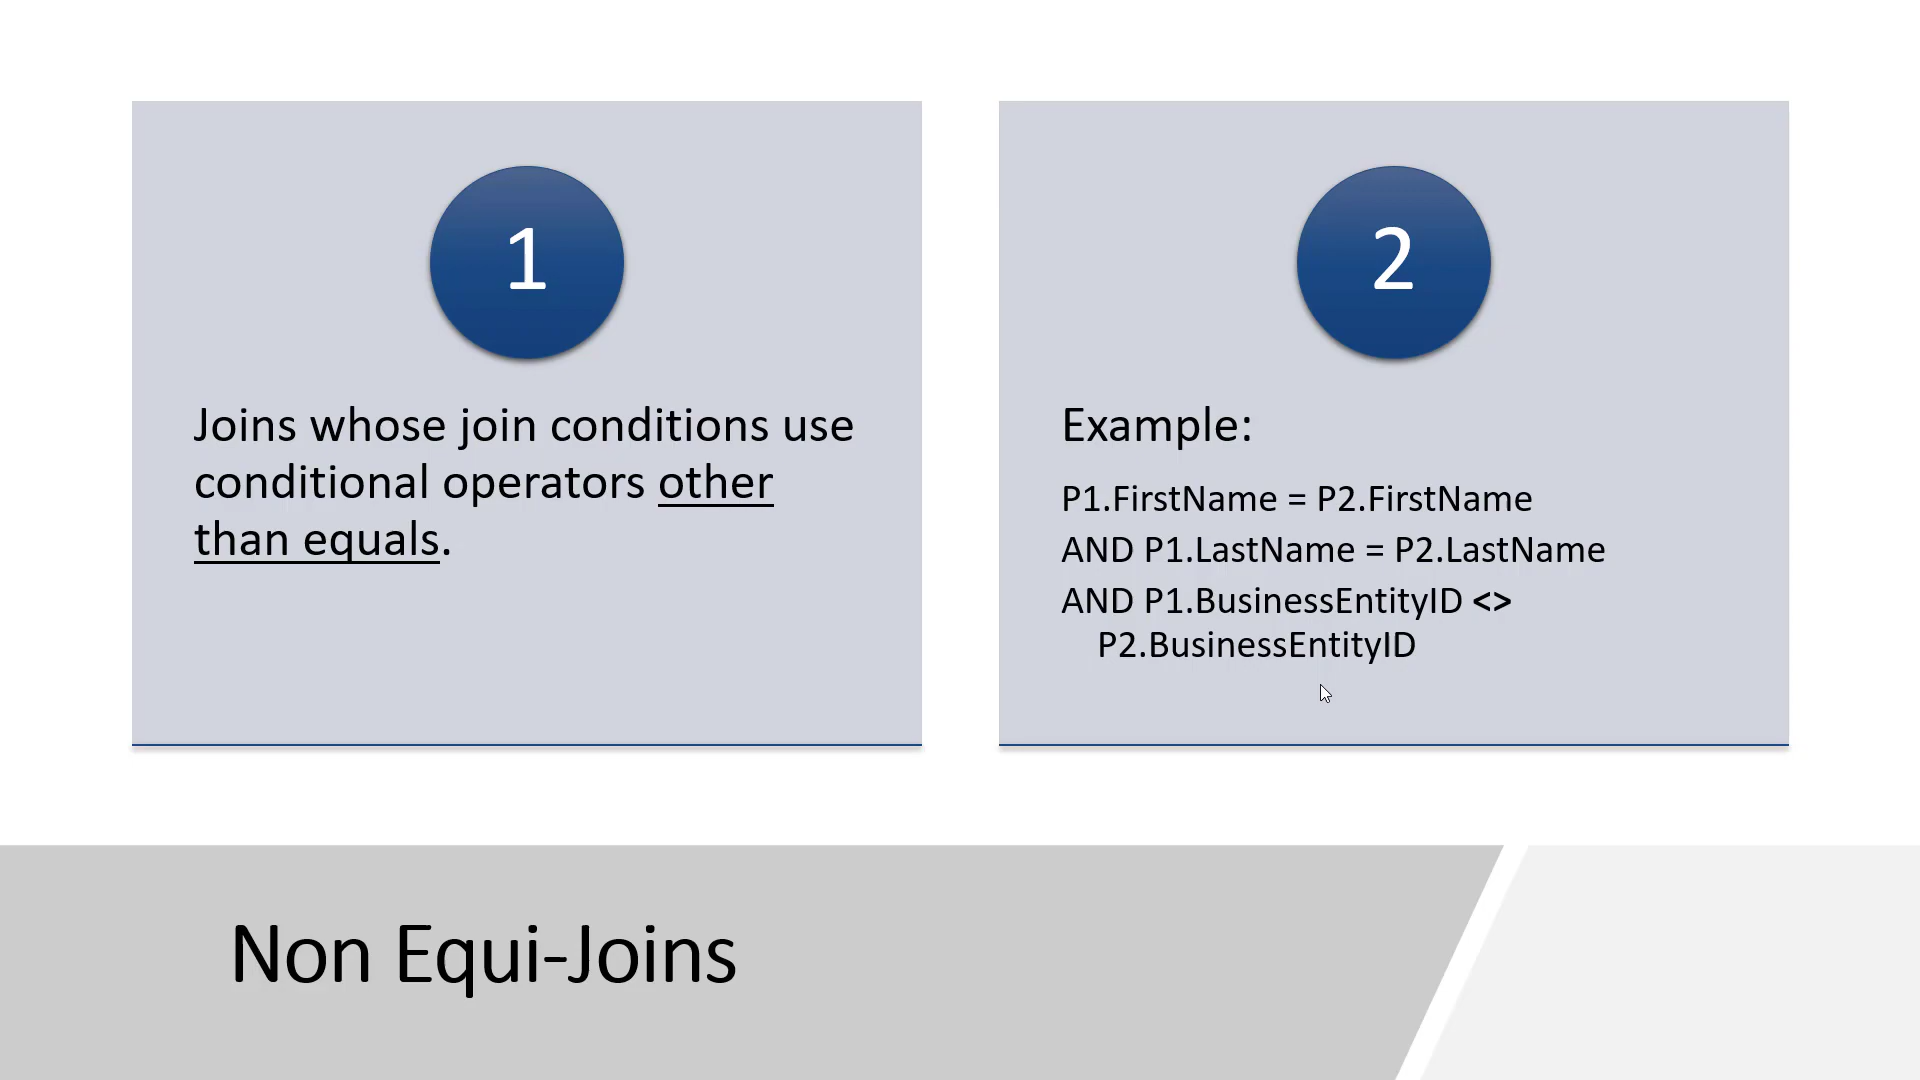 1
Joins whose join conditions use
conditional operators other
than equals.
2
Example:
P1.FirstName = P2.FirstName
AND P1.LastName = P2.LastName
AND P1.BusinessEntityID <>
P2.BusinessEntityID
Non Equi-Joins